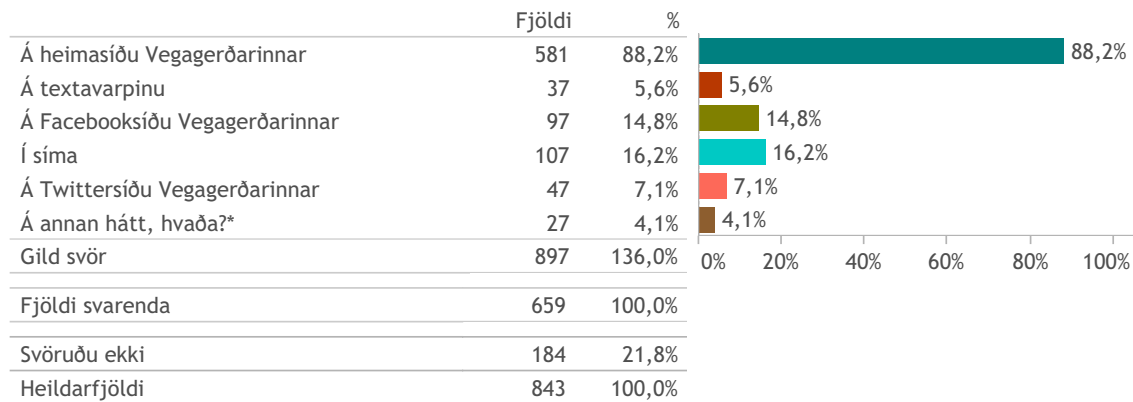 Fjöldi %
Á heimasíðu Vegagerðarinnar 581 88,2% 88,2%
Á textavarpinu 37 5,6% 5,6%
Á Facebooksíðu Vegagerðarinnar 97 14,8% 14,8%
Í síma 107 16,2% 16,2%
Á Twittersíðu Vegagerðarinnar 47 7,1% 7,1%
Á annan hátt, hvaða?* 27 4,1% 4,1%
Gild svör 897 136,0% 0% 20% 40% 60% 80% 100%
Fjöldi svarenda 659 100,0%
Svöruðu ekki 184 21,8%
Heildarfjöldi 843 100,0%